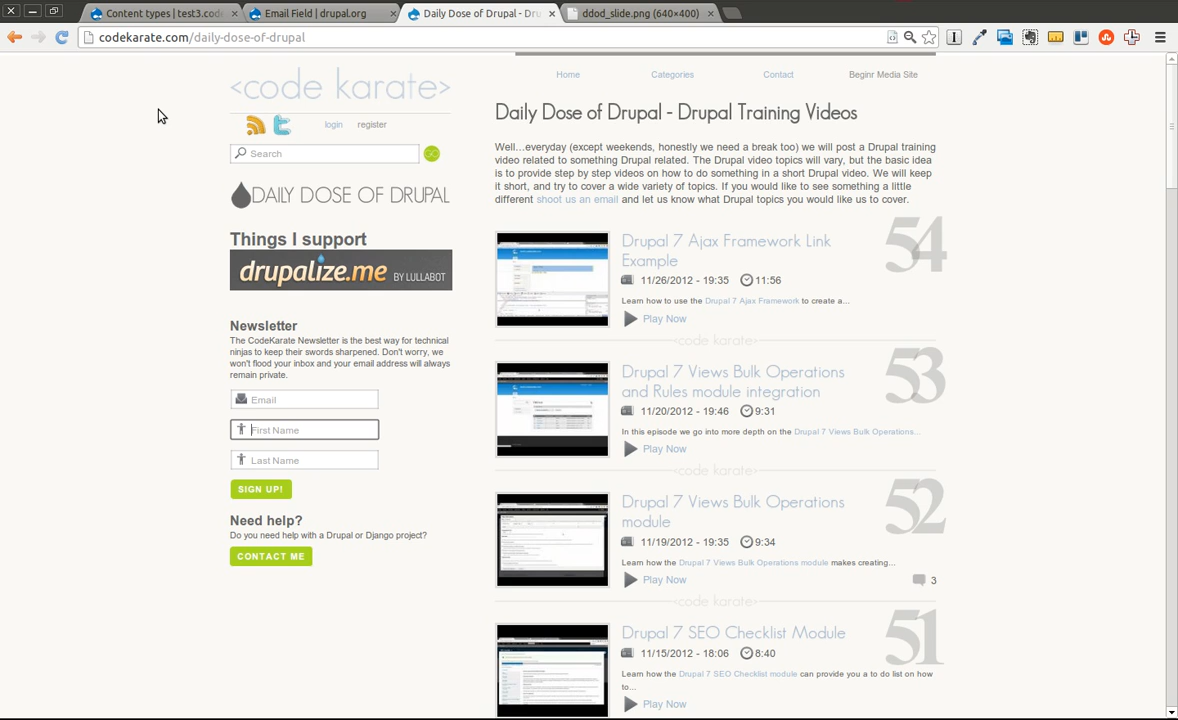 Content types | test3.code
Email Field | drupal.org
Daily Dose of Drupal - Dru
ddod_slide.png (640×400)
codekarate.com/daily-dose-of-drupal
<code karate>
Home
Categories
Contact
Beginr Media Site
login
register
Search
GO
DAILY DOSE OF DRUPAL
Things I support
drupalize.me BY LULLABOT
Newsletter
The CodeKarate Newsletter is the best way for technical
ninjas to keep their swords sharpened. Don't worry, we
won't flood your inbox and your email address will always
remain private.
Email
First Name
Last Name
SIGN UP!
Need help?
Do you need help with a Drupal or Django project?
CONTACT ME
Daily Dose of Drupal - Drupal Training Videos
Well...everyday (except weekends, honestly we need a break too) we will post a Drupal training
video related to something Drupal related. The Drupal video topics will vary, but the basic idea
is to provide step by step videos on how to do something in a short Drupal video. We will keep
it short, and try to cover a wide variety of topics. If you would like to see something a little
different shoot us an email and let us know what Drupal topics you would like us to cover.
54
Drupal 7 Ajax Framework Link
Example
11/26/2012 - 19:35 11:56
Learn how to use the Drupal 7 Ajax Framework to create a...
Play Now
<code karate>
53
Drupal 7 Views Bulk Operations
and Rules module integration
11/20/2012 - 19:46 9:31
In this episode we go into more depth on the Drupal 7 Views Bulk Operations...
Play Now
<code karate>
52
Drupal 7 Views Bulk Operations
module
11/19/2012 - 19:35 9:34
Learn how the Drupal 7 Views Bulk Operations module makes creating...
Play Now
3
<code karate>
51
Drupal 7 SEO Checklist Module
11/15/2012 - 18:06 8:40
Learn how the Drupal 7 SEO Checklist module can provide you a to do list on how
to...
Play Now